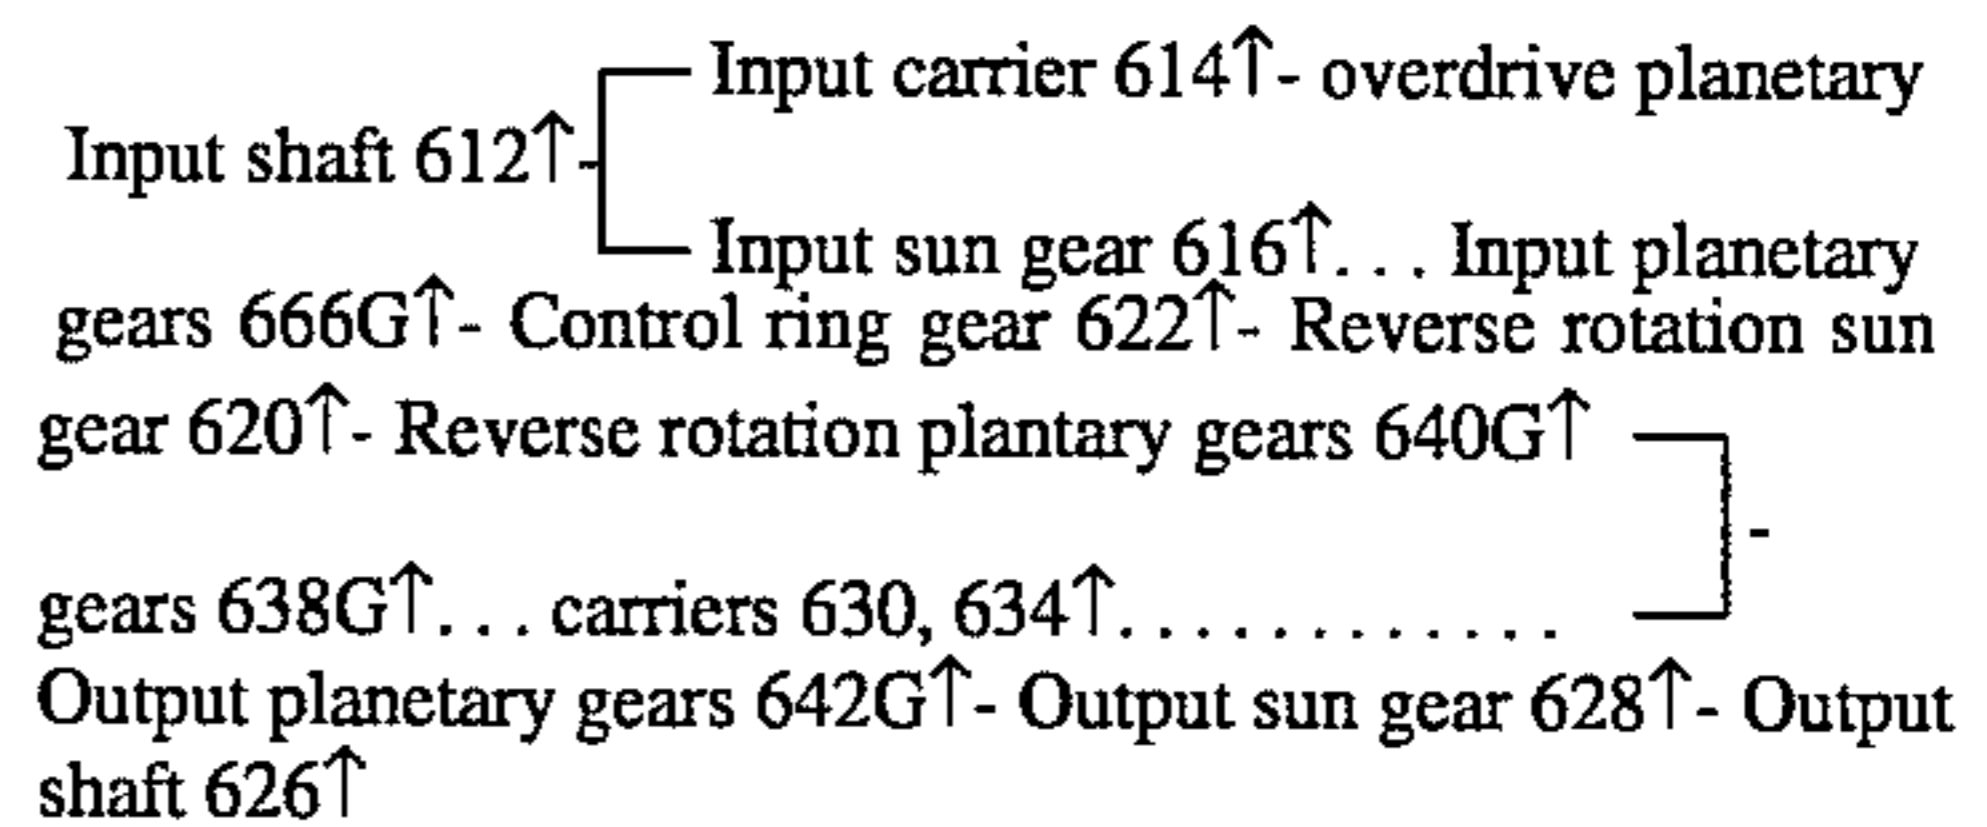 Input carrier 614↑- overdrive planetary
Input shaft 612↑-
Input sun gear 616↑... Input planetary
gears 666G↑- Control ring gear 622↑- Reverse rotation sun
gear 620↑- Reverse rotation plantary gears 640G↑
-
gears 638G↑... carriers 630, 634↑............
Output planetary gears 642G↑- Output sun gear 628↑- Output
shaft 626↑